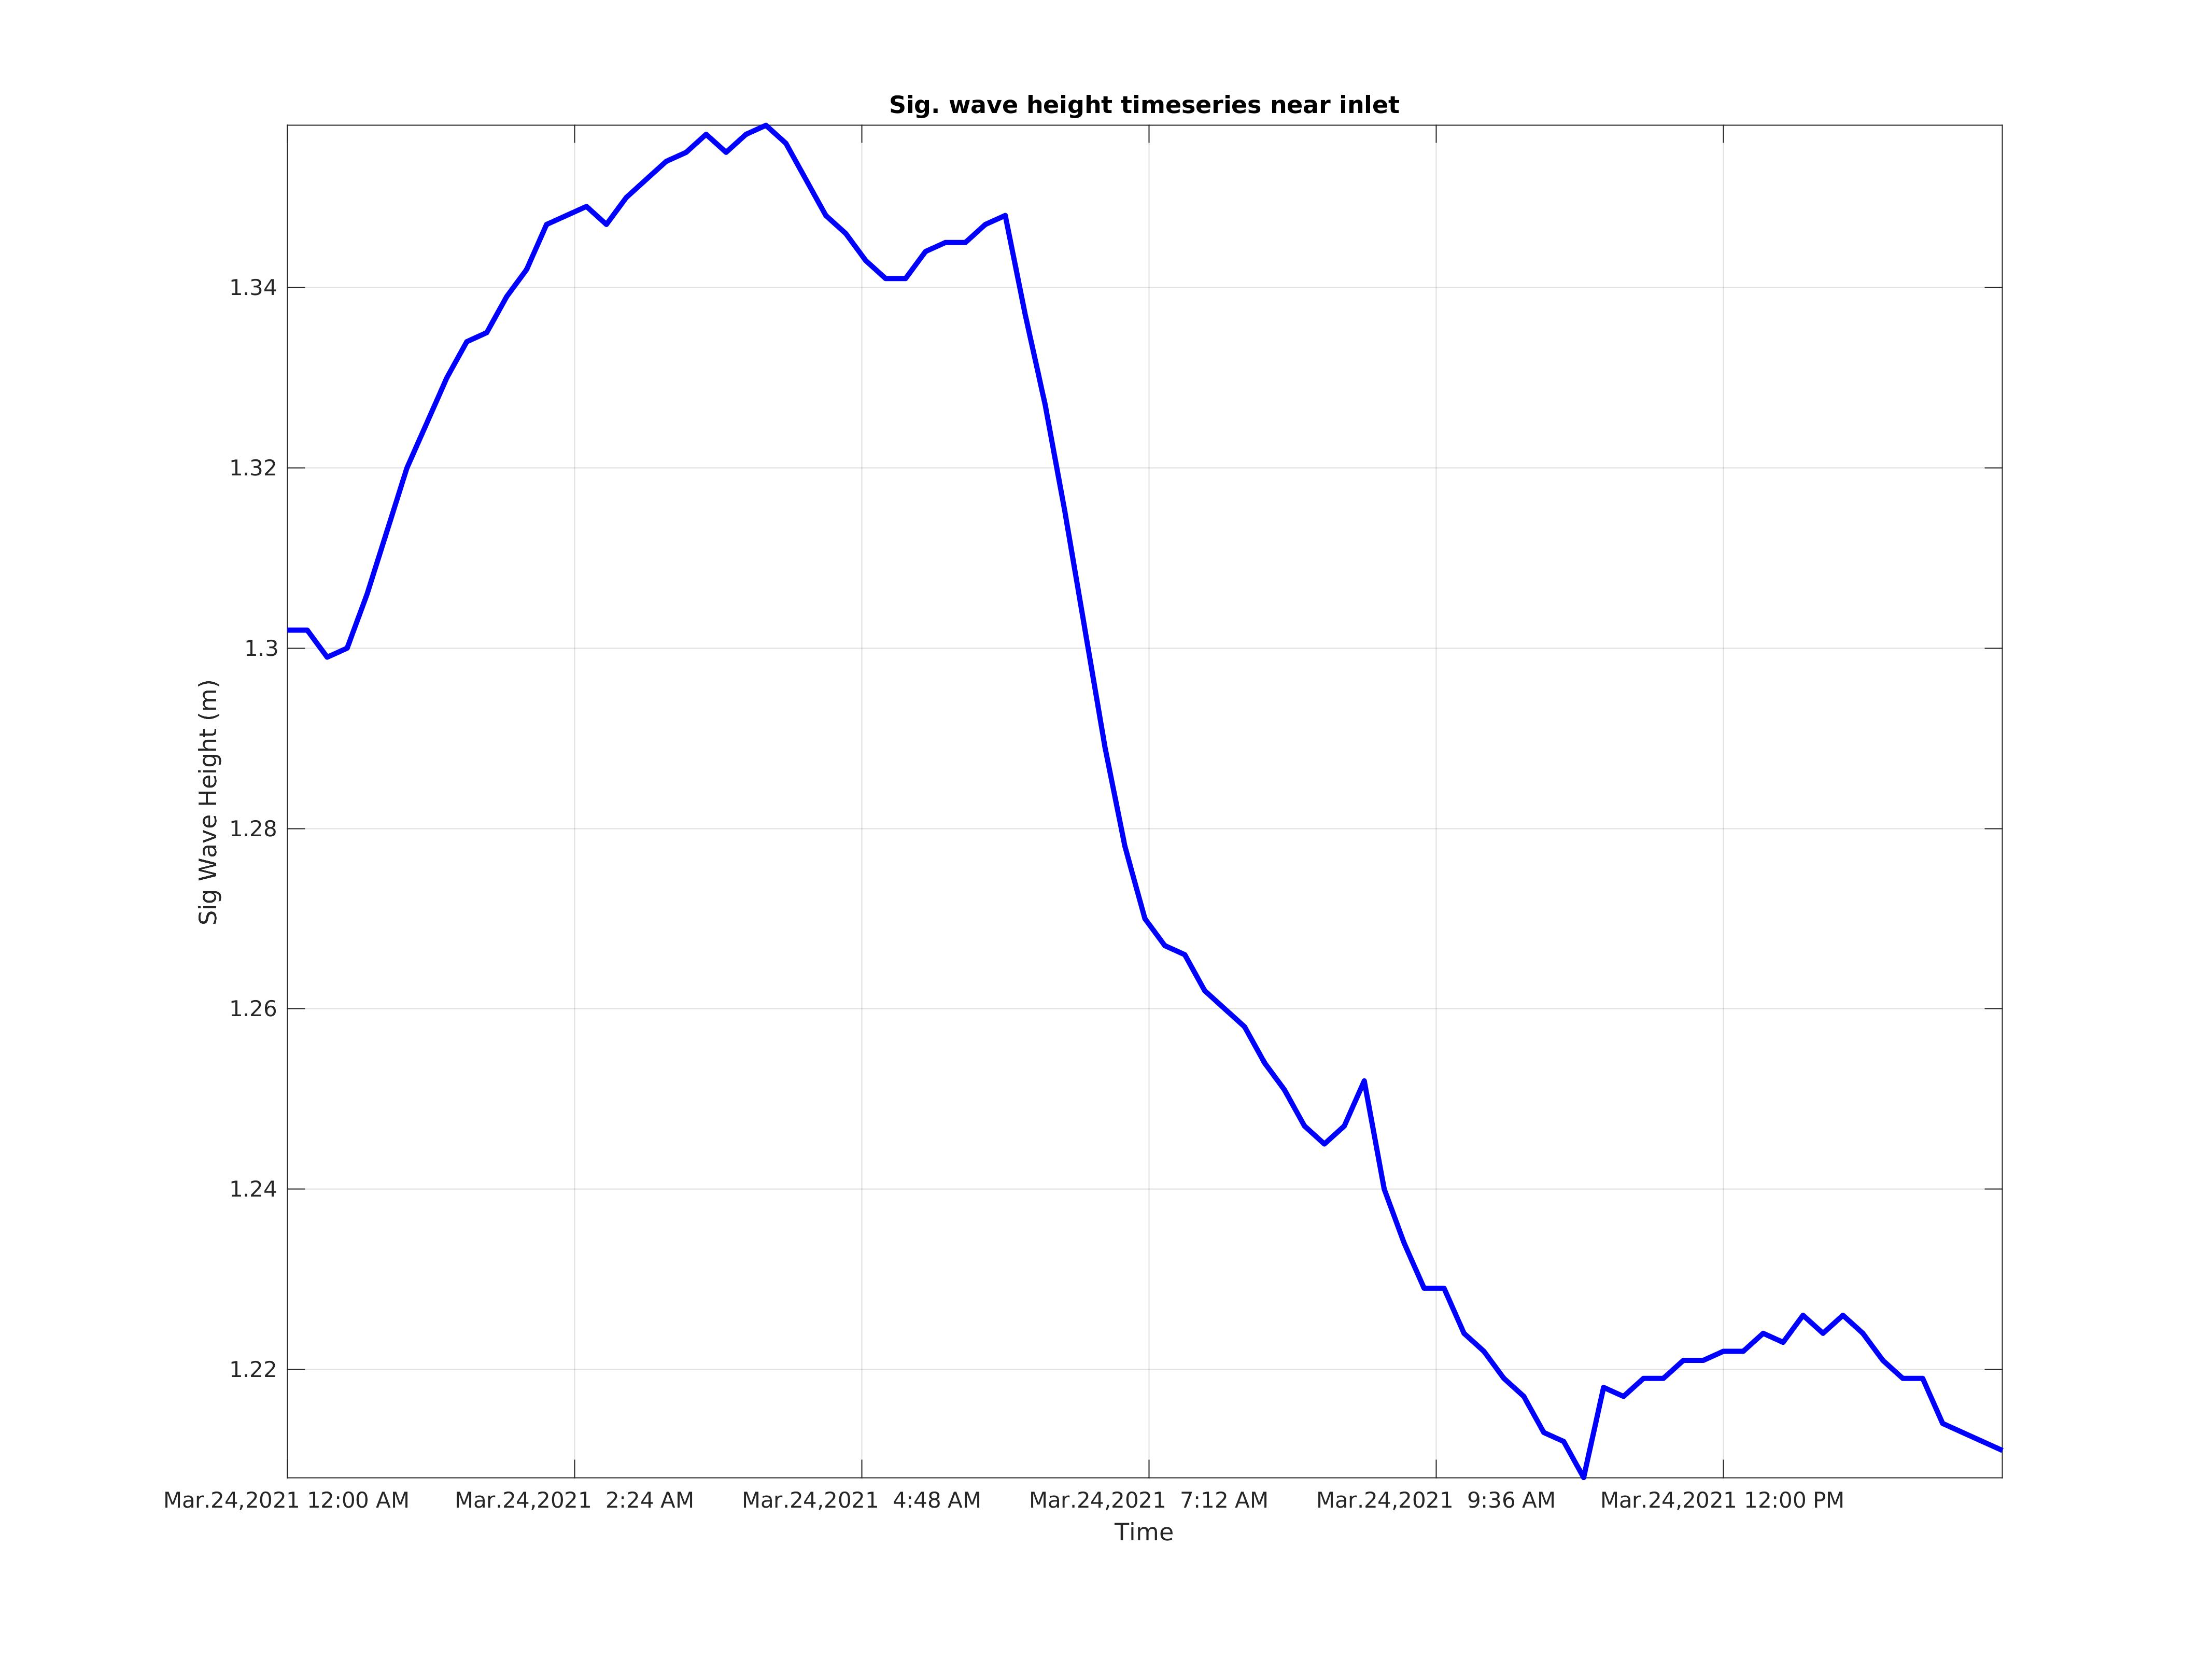 Sig. wave height timeseries near inlet
1.34
1.32
1.3
1.28
1.26
1.24
1.22
Sig Wave Height (m)
Mar.24,2021 12:00 AM
Mar.24,2021 2:24 AM
Mar.24,2021 4:48 AM
Mar.24,2021 7:12 AM
Mar.24,2021 9:36 AM
Mar.24,2021 12:00 PM
Time